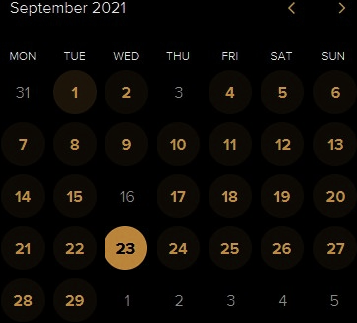 September 2021
MON TUE WED THU FRI SAT SUN
31 1 2 3 4 5 6
7 8 9 10 11 12 13
14 15 16 17 18 19 20
21 22 23 24 25 26 27
28 29 1 2 3 4 5